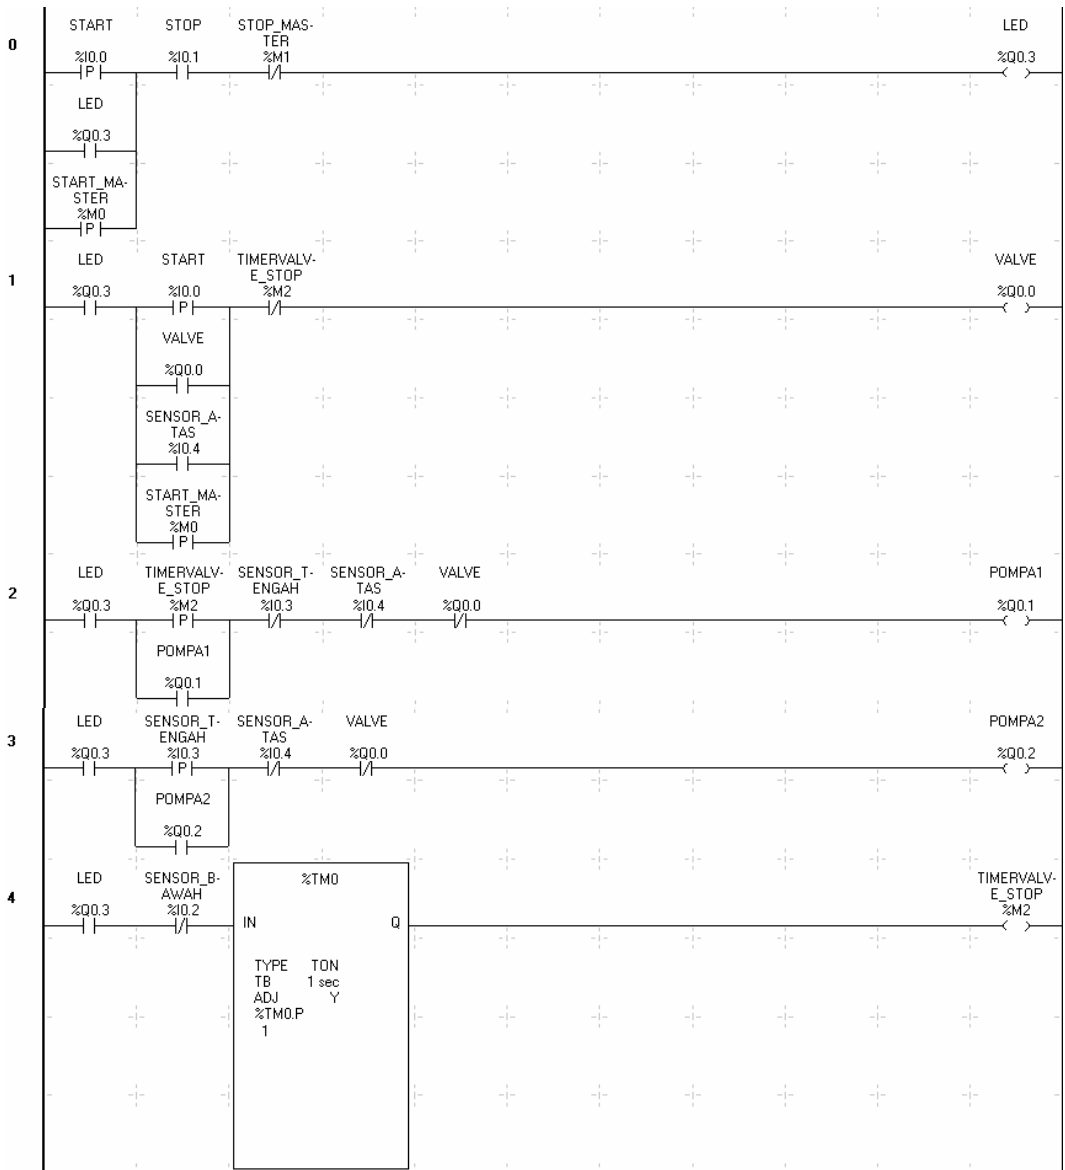 START STOP STOP_MAS- LED
TER
0
%I0.0 %I0.1 %M1 %Q0.3
P
LED
%Q0.3
START_MA-
STER
%M0
P
LED START TIMERVALV- VALVE
E_STOP
1
%Q0.3 %I0.0 %M2 %Q0.0
P
VALVE
%Q0.0
SENSOR_A-
TAS
%I0.4
START_MA-
STER
%M0
P
LED TIMERVALV- SENSOR_T- SENSOR_A- VALVE POMPA1
E_STOP ENGAH TAS
2
%Q0.3 %M2 %I0.3 %I0.4 %Q0.0 %Q0.1
P
POMPA1
%Q0.1
LED SENSOR_T- SENSOR_A- VALVE POMPA2
ENGAH TAS
3
%Q0.3 %I0.3 %I0.4 %Q0.0 %Q0.2
P
POMPA2
%Q0.2
LED SENSOR_B- %TM0 TIMERVALV-
AWAH E_STOP
4
%Q0.3 %I0.2 %M2
IN Q
TYPE TON
TB 1 sec
ADJ Y
%TM0.P
1